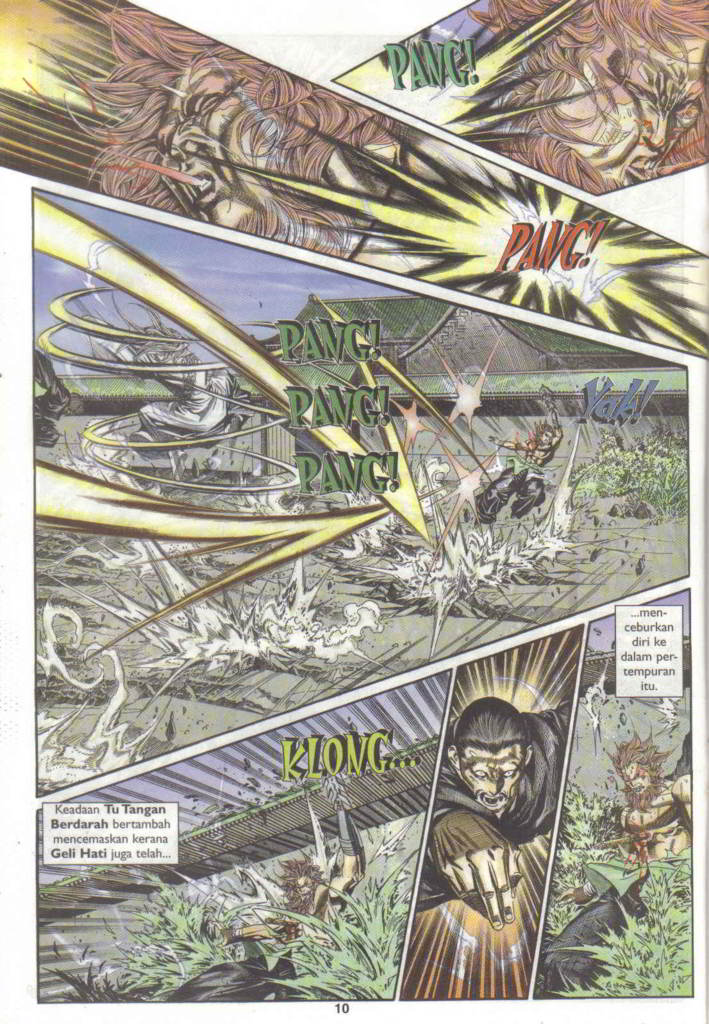 PANG!
PANG!
PANG!
PANG!
PANG!
Yak!
KLONG...
Keadaan Tu Tangan
Berdarah bertambah
mencemaskan kerana
Geli Hati juga telah...
...men-
ceburkan
diri ke
dalam per-
tempuran
itu.
10